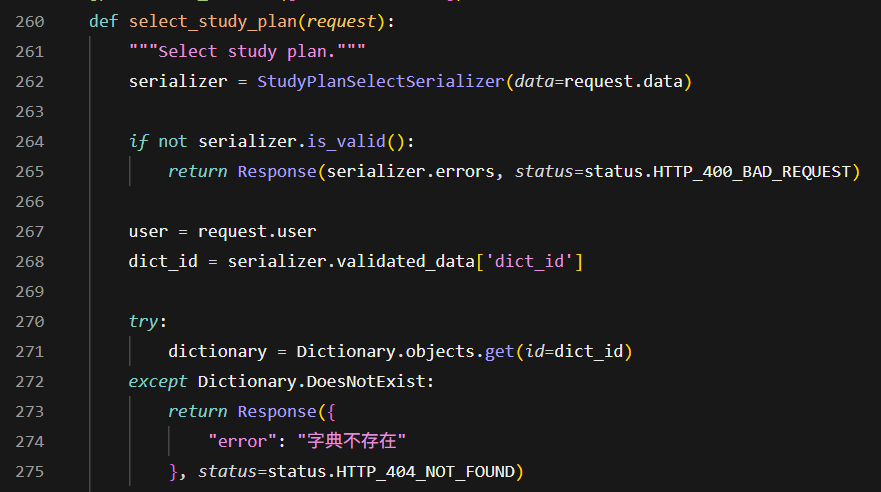 260 def select_study_plan(request):
261 """Select study plan."""
262 serializer = StudyPlanSelectSerializer(data=request.data)
263
264 if not serializer.is_valid():
265 return Response(serializer.errors, status=status.HTTP_400_BAD_REQUEST)
266
267 user = request.user
268 dict_id = serializer.validated_data['dict_id']
269
270 try:
271 dictionary = Dictionary.objects.get(id=dict_id)
272 except Dictionary.DoesNotExist:
273 return Response({
274 "error": "字典不存在"
275 }, status=status.HTTP_404_NOT_FOUND)